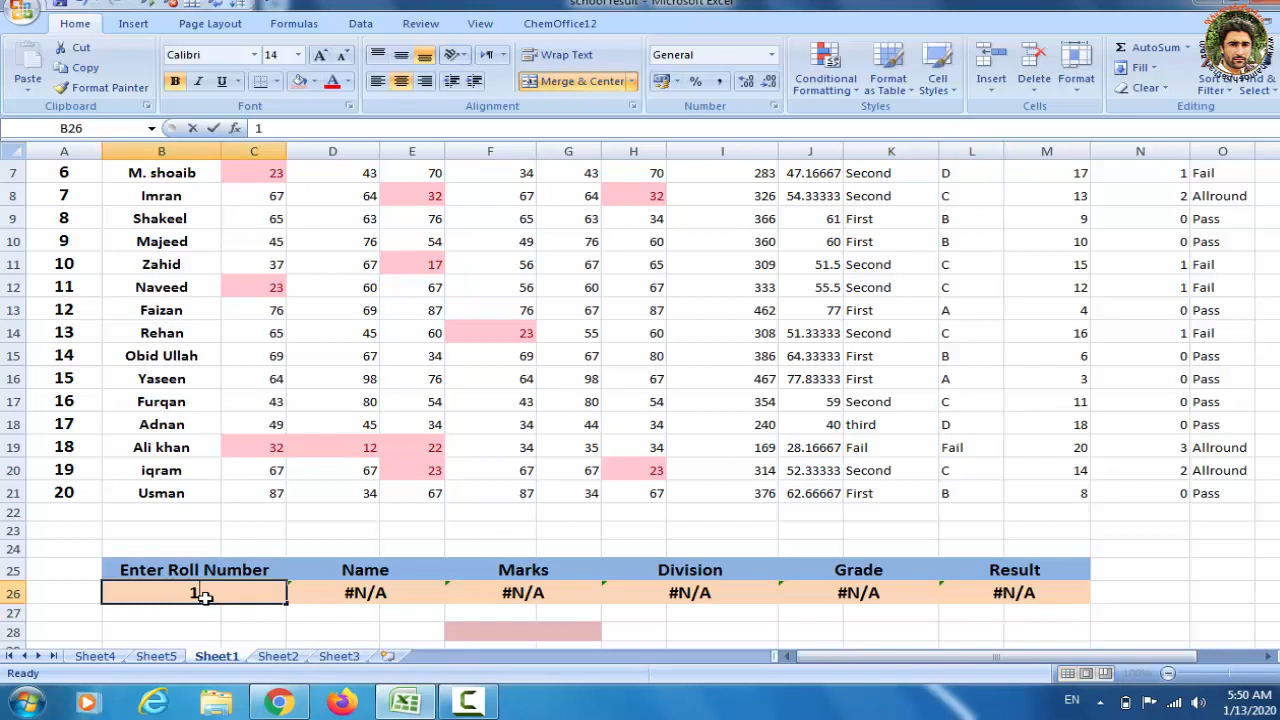 school result - Microsoft Excel
Home Insert Page Layout Formulas Data Review View ChemOffice12
Paste Cut Copy Format Painter Clipboard
Calibri 14 B I U Font
Wrap Text Merge & Center Alignment
General % , Number
Conditional Formatting Format as Table Cell Styles Styles
Insert Delete Format Cells
Σ AutoSum Fill Clear Filter Select Editing
B26 fx 1
A B C D E F G H I J K L M N O
7 6 M. shoaib 23 43 70 34 43 70 283 47.16667 Second D 17 1 Fail
8 7 Imran 67 64 32 67 64 32 326 54.33333 Second C 13 2 Allround
9 8 Shakeel 65 63 76 65 63 34 366 61 First B 9 0 Pass
10 9 Majeed 45 76 54 49 76 60 360 60 First B 10 0 Pass
11 10 Zahid 37 67 17 56 67 65 309 51.5 Second C 15 1 Fail
12 11 Naveed 23 60 67 56 60 67 333 55.5 Second C 12 1 Fail
13 12 Faizan 76 69 87 76 67 87 462 77 First A 4 0 Pass
14 13 Rehan 65 45 60 23 55 60 308 51.33333 Second C 16 1 Fail
15 14 Obid Ullah 69 67 34 69 67 80 386 64.33333 First B 6 0 Pass
16 15 Yaseen 64 98 76 64 98 67 467 77.83333 First A 3 0 Pass
17 16 Furqan 43 80 54 43 80 54 354 59 Second C 11 0 Pass
18 17 Adnan 49 45 34 34 44 34 240 40 third D 18 0 Pass
19 18 Ali khan 32 12 22 34 35 34 169 28.16667 Fail Fail 20 3 Allround
20 19 iqram 67 67 23 67 67 23 314 52.33333 Second C 14 2 Allround
21 20 Usman 87 34 67 87 34 67 376 62.66667 First B 8 0 Pass
22
23
24
25 Enter Roll Number Name Marks Division Grade Result
26 1 #N/A #N/A #N/A #N/A #N/A
27
28
Sheet4 Sheet5 Sheet1 Sheet2 Sheet3
Ready
EN 5:50 AM
1/13/2020